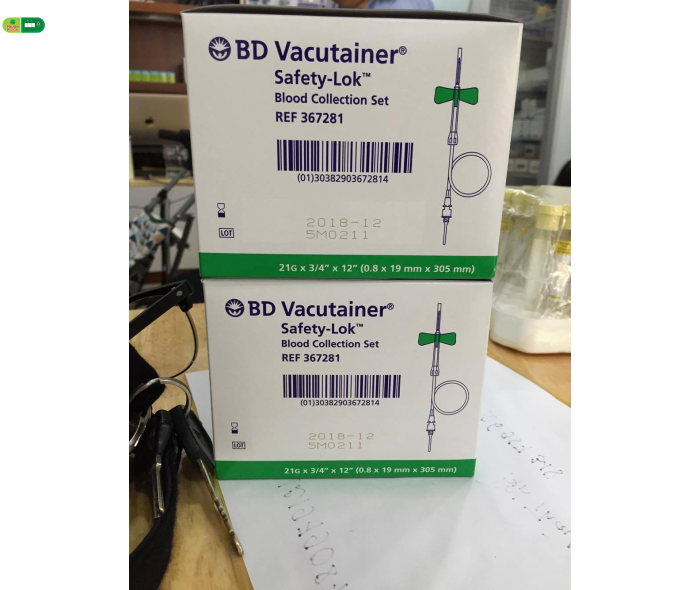 BD Vacutainer®
Safety-Lok™
Blood Collection Set
REF 367281
(01)30382903672814
2018-12
LOT 5M0211
21G x 3/4" x 12" (0.8 x 19 mm x 305 mm)
BD Vacutainer®
Safety-Lok™
Blood Collection Set
REF 367281
(01)30382903672814
2018-12
LOT 5M0211
21G x 3/4" x 12" (0.8 x 19 mm x 305 mm)